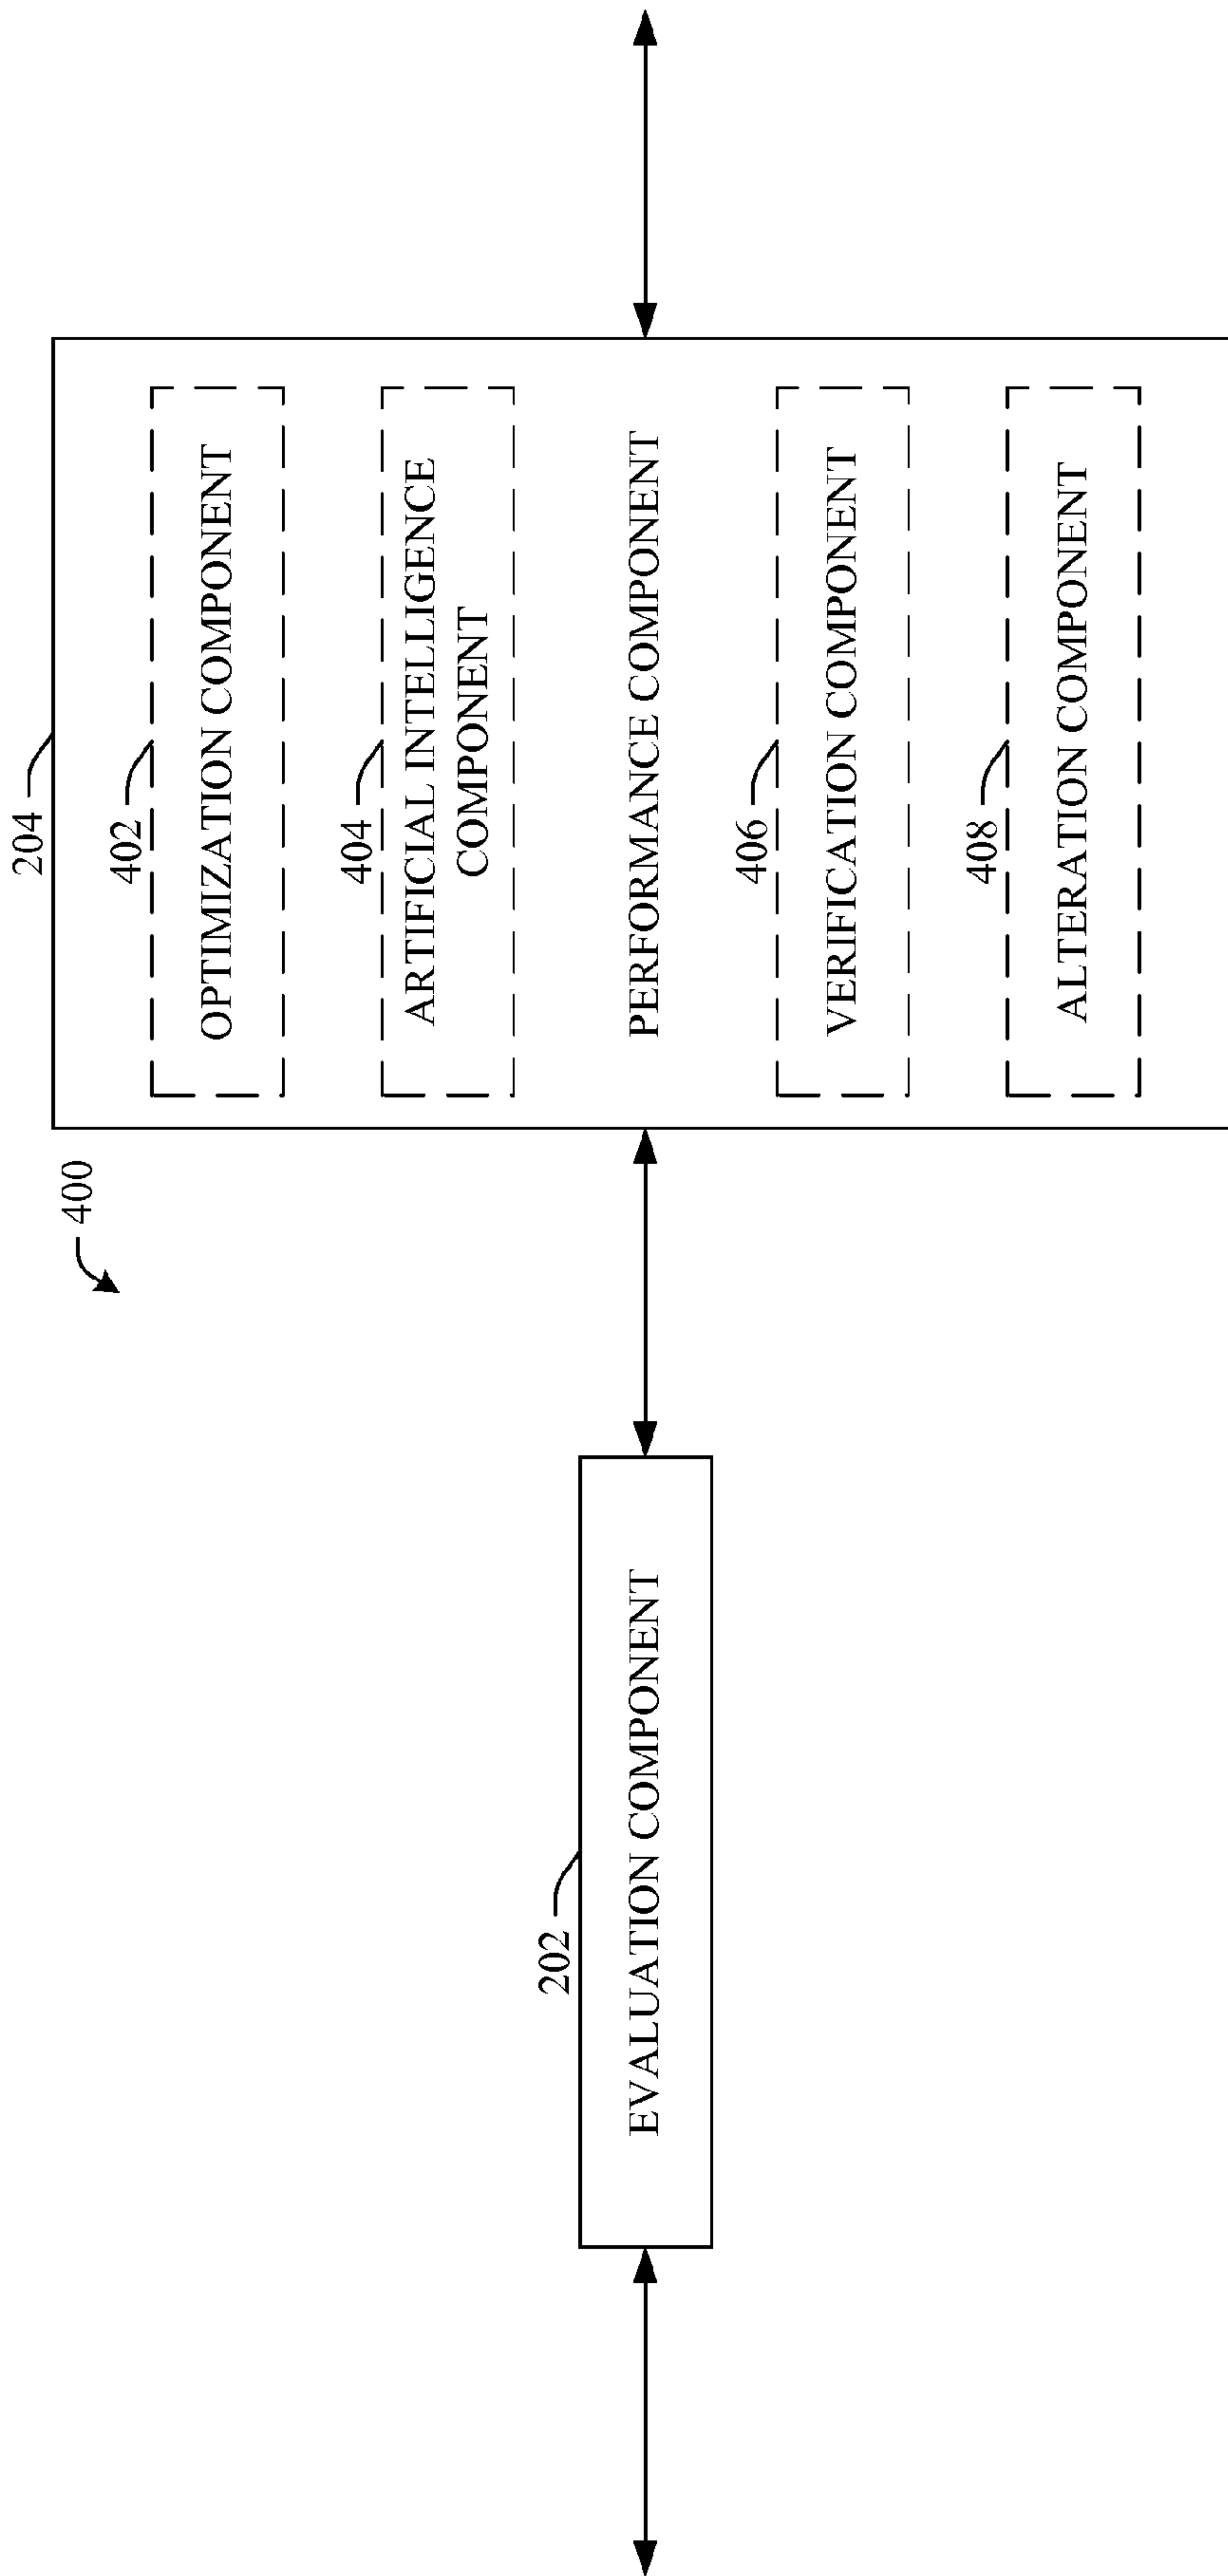 400
202
EVALUATION COMPONENT
204
402
OPTIMIZATION COMPONENT
404
ARTIFICIAL INTELLIGENCE
COMPONENT
PERFORMANCE COMPONENT
406
VERIFICATION COMPONENT
408
ALTERATION COMPONENT